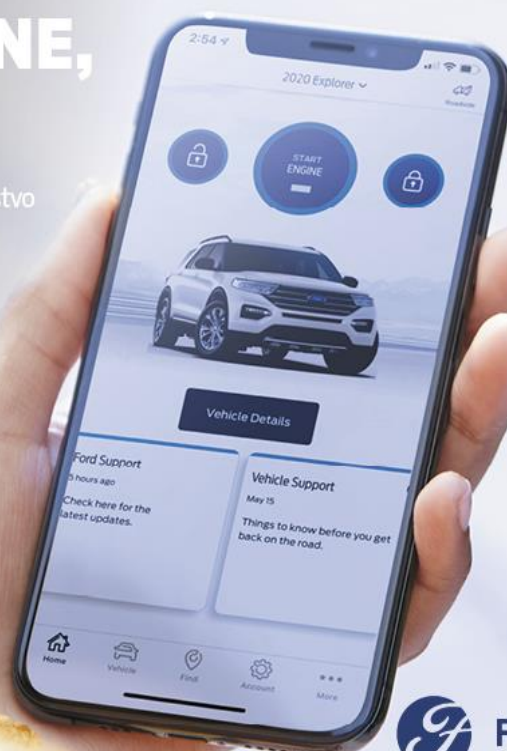 NE,
tvo
2:54
2020 Explorer
Roadside
START
ENGINE
Vehicle Details
Ford Support
5 hours ago
Check here for the
latest updates.
Vehicle Support
May 15
Things to know before you get
back on the road.
Home
Vehicle
Find
Account
More